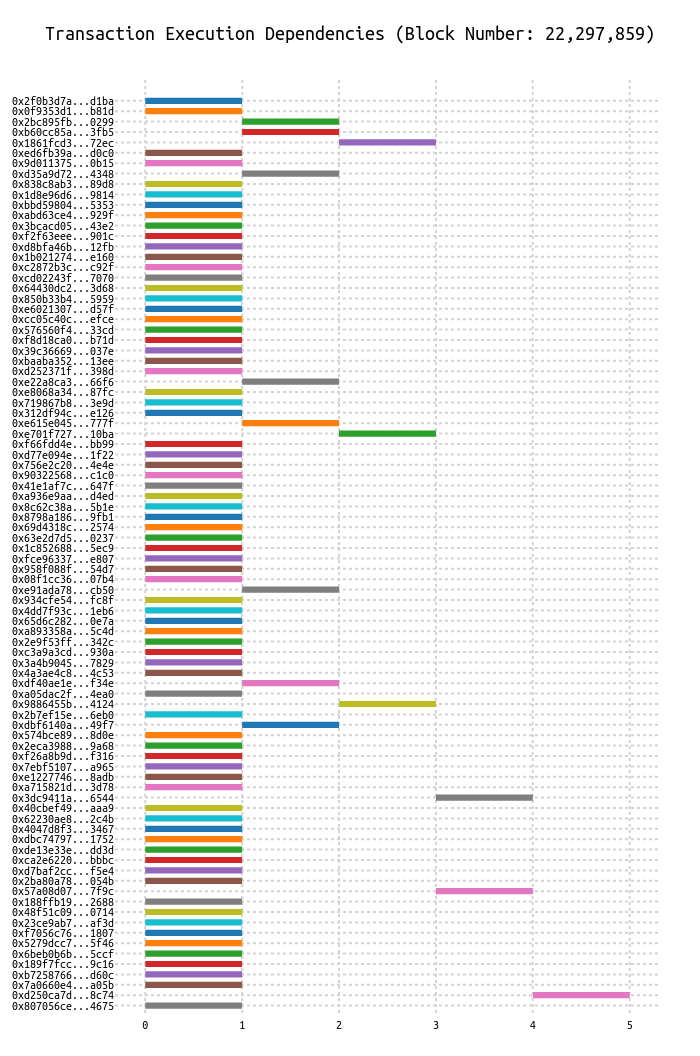 Transaction Execution Dependencies (Block Number: 22,297,859)
0x2f0b3d7a...d1ba
0x0f9353d1...b81d
0x2bc895fb...0299
0xb60cc85a...3fb5
0x1861fcd3...72ec
0xed6fb39a...d0c0
0x9d011375...0b15
0xd35a9d72...4348
0x838c8ab3...89d8
0x1d8e96d6...9814
0xbbd59804...5353
0xabd63ce4...929f
0x3bcacd05...43e2
0xf2f63eee...901c
0xd8bfa46b...12fb
0x1b021274...e160
0xc2872b3c...c92f
0xcd02243f...7070
0x64430dc2...3d68
0x850b33b4...5959
0xe6021307...d57f
0xcc05c40c...efce
0x576560f4...33cd
0xf8d18ca0...b71d
0x39c36669...037e
0xbaaba352...13ee
0xd252371f...398d
0xe22a8ca3...66f6
0xe8068a34...87fc
0x719867b8...3e9d
0x312df94c...e126
0xe615e045...777f
0xe701f727...10ba
0xf66fdd4e...bb99
0xd77e094e...1f22
0x756e2c20...4e4e
0x90322568...c1c0
0x41e1af7c...647f
0xa936e9aa...d4ed
0x8c62c38a...5b1e
0x8798a186...9fb1
0x69d4318c...2574
0x63e2d7d5...0237
0x1c852688...5ec9
0xfce96337...e807
0x958f088f...54d7
0x08f1cc36...07b4
0xe91ada78...cb50
0x934cfe54...fc8f
0x4dd7f93c...1eb6
0x65d6c282...0e7a
0xa893358a...5c4d
0x2e9f53ff...342c
0xc3a9a3cd...930a
0x3a4b9045...7829
0x4a3ae4c8...4c53
0xdf40ae1e...f34e
0xa05dac2f...4ea0
0x9886455b...4124
0x2b7ef15e...6eb0
0xdbf6140a...49f7
0x574bce89...8d0e
0x2eca3988...9a68
0xf26a8b9d...f316
0x7ebf5107...a965
0xe1227746...8adb
0xa715821d...3d78
0x3dc9411a...6544
0x40cbef49...aaa9
0x62230ae8...2c4b
0x4047d8f3...3467
0xdbc74797...1752
0xde13e33e...dd3d
0xca2e6220...bbbc
0xd7baf2cc...f5e4
0x2ba80a78...054b
0x57a08d07...7f9c
0x188ffb19...2688
0x48f51c09...0714
0x23ce9ab7...af3d
0xf7056c76...1807
0x5279dcc7...5f46
0x6beb0b6b...5ccf
0x189f7fcc...9c16
0xb7258766...d60c
0x7a0660e4...a05b
0xd250ca7d...8c74
0x807056ce...4675
0 1 2 3 4 5